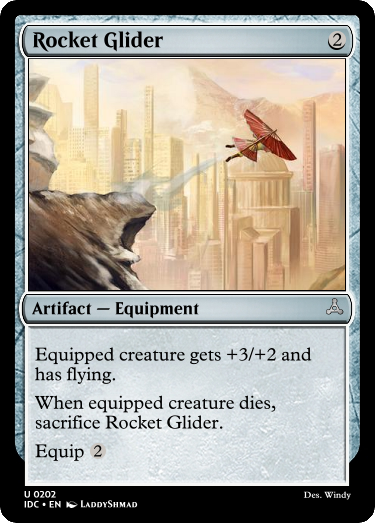 Rocket Glider 2
Artifact — Equipment
Equipped creature gets +3/+2 and
has flying.
When equipped creature dies,
sacrifice Rocket Glider.
Equip 2
U 0202
IDC • EN LaddyShmad
Des. Windy